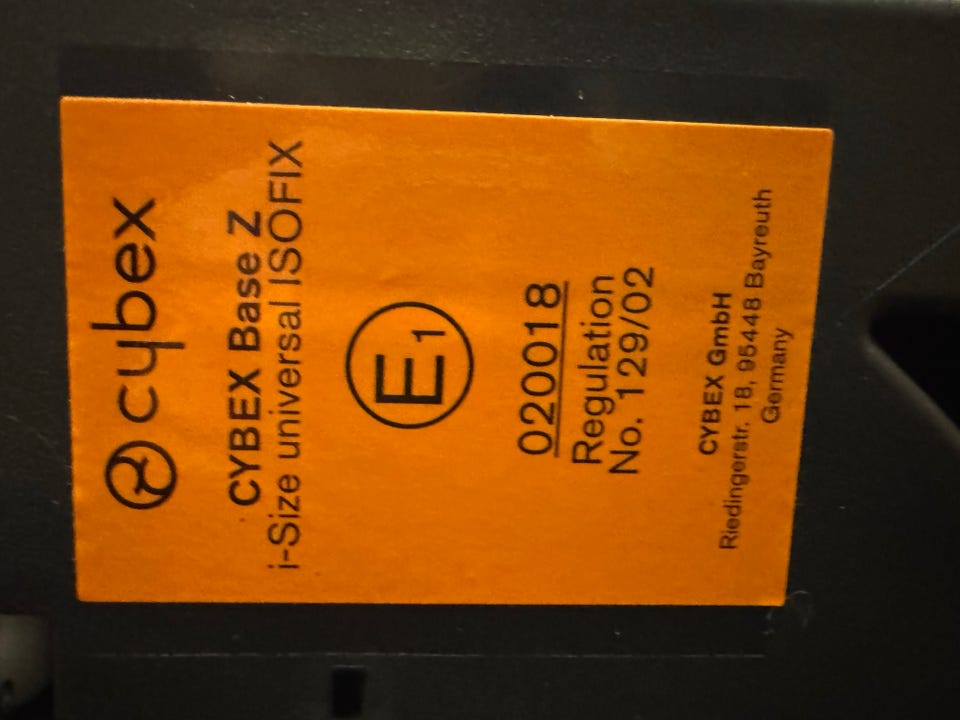 cybex
CYBEX Base Z
i-Size universal ISOFIX
E1
020018
Regulation
No. 129/02
CYBEX GmbH
Riedingerstr. 18, 95448 Bayreuth
Germany